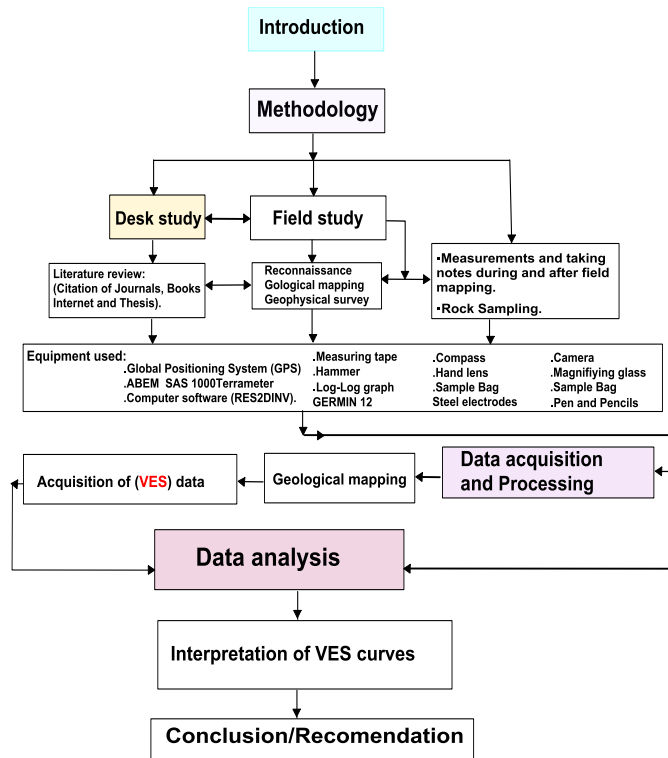 Introduction
Methodology
Desk study
Field study
Literature review:
(Citation of Journals, Books
Internet and Thesis).
Reconnaissance
Gological mapping
Geophysical survey
▪Measurements and taking
notes during and after field
mapping.
▪Rock Sampling.
Equipment used:
.Global Positioning System (GPS)
.ABEM SAS 1000Terrameter
.Computer software (RES2DINV).
.Measuring tape
.Hammer
.Log-Log graph
GERMIN 12
.Compass
.Hand lens
.Sample Bag
Steel electrodes
.Camera
.Magnifiying glass
.Sample Bag
.Pen and Pencils
Data acquisition
and Processing
Geological mapping
Acquisition of (VES) data
Data analysis
Interpretation of VES curves
Conclusion/Recomendation